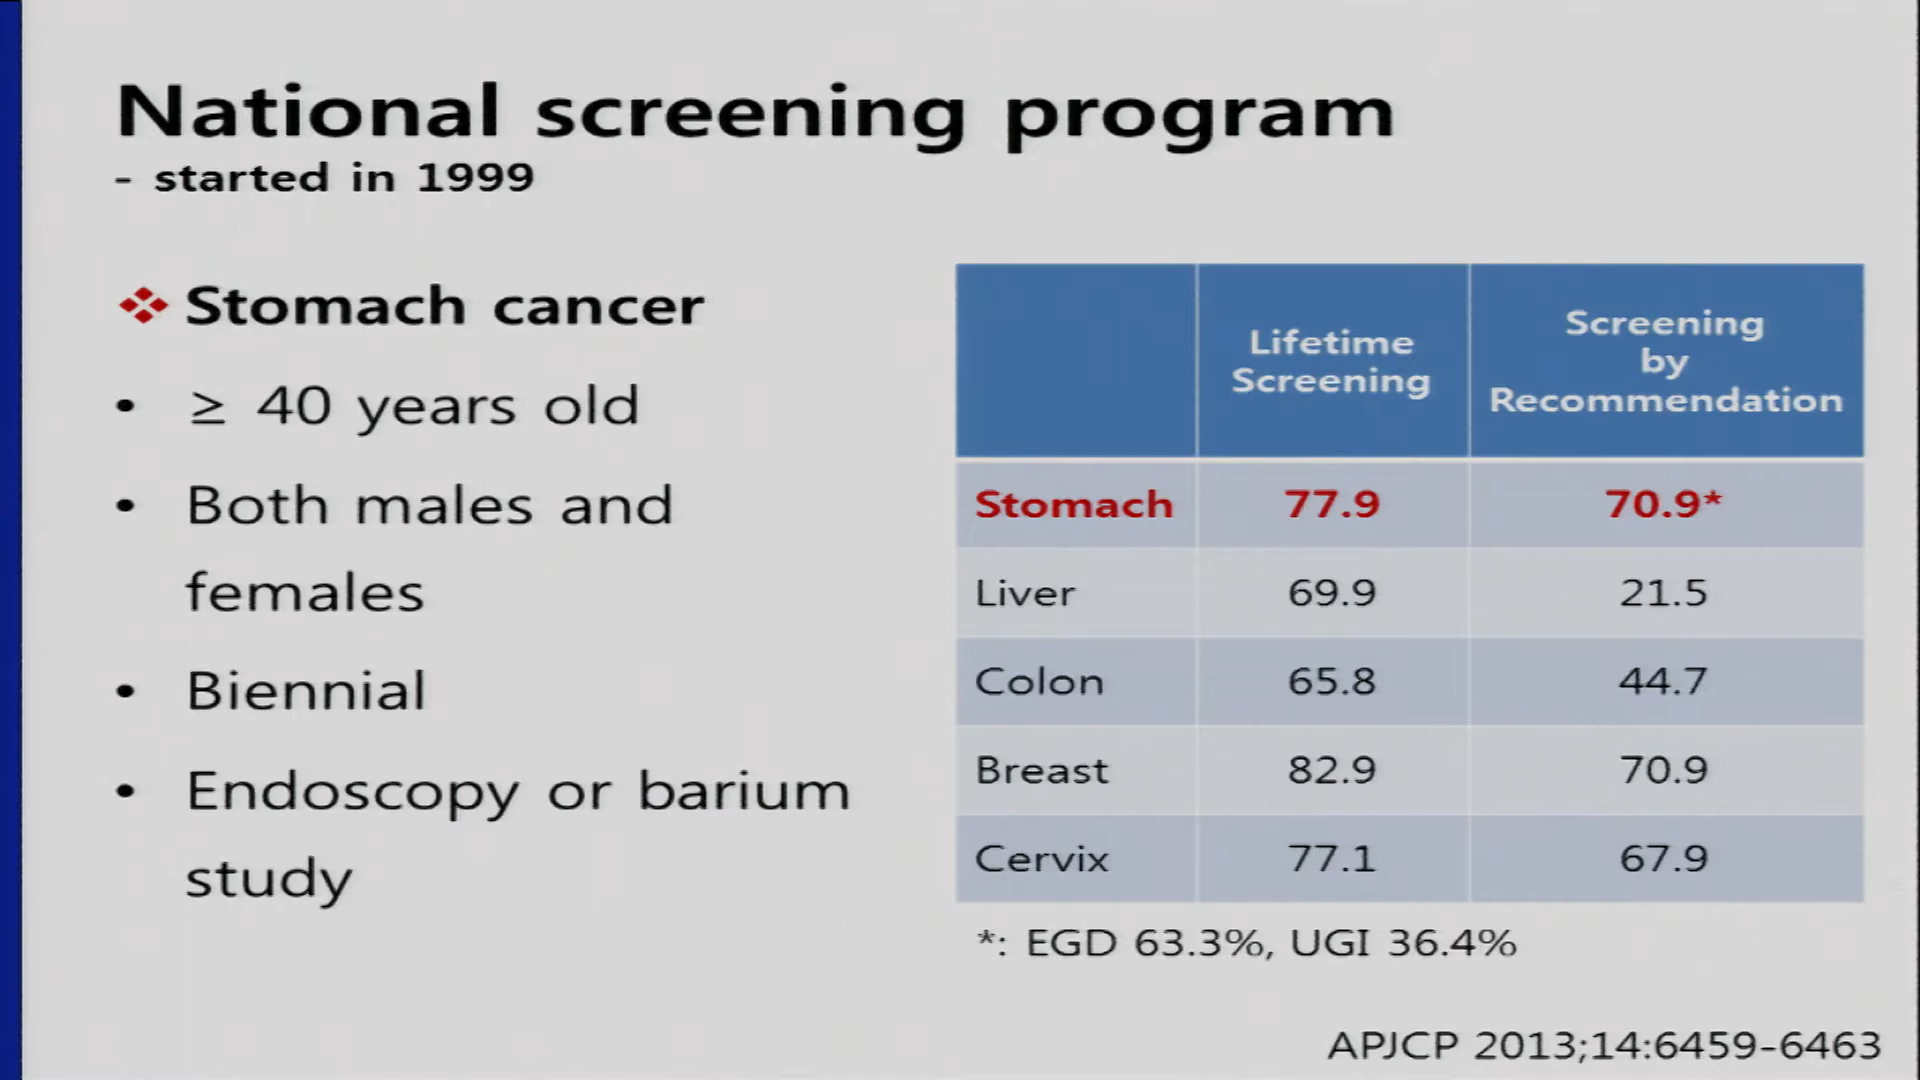 National screening program
- started in 1999
❖ Stomach cancer
• ≥ 40 years old
• Both males and
females
• Biennial
• Endoscopy or barium
study
Lifetime
Screening
Screening
by
Recommendation
Stomach 77.9 70.9*
Liver 69.9 21.5
Colon 65.8 44.7
Breast 82.9 70.9
Cervix 77.1 67.9
*: EGD 63.3%, UGI 36.4%
APJCP 2013;14:6459-6463